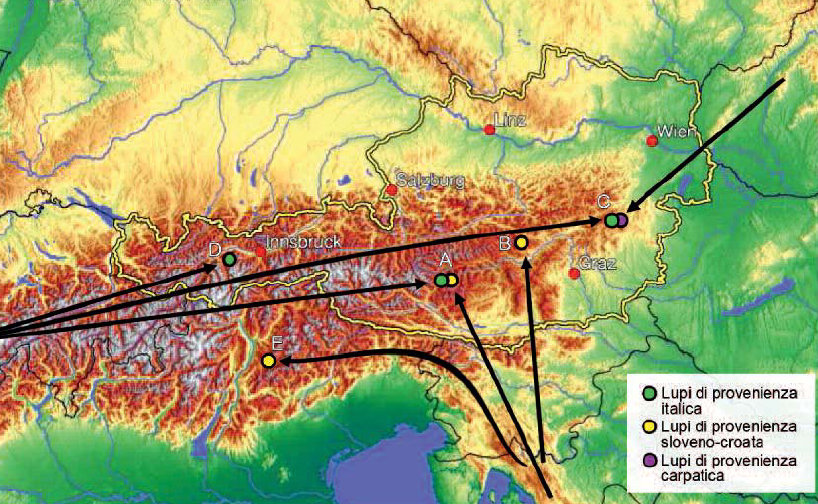 Linz
Wien
Salzburg
C
D
Innsbruck
B
A
Graz
E
Lupi di provenienza
italica
Lupi di provenienza
sloveno-croata
Lupi di provenienza
carpatica